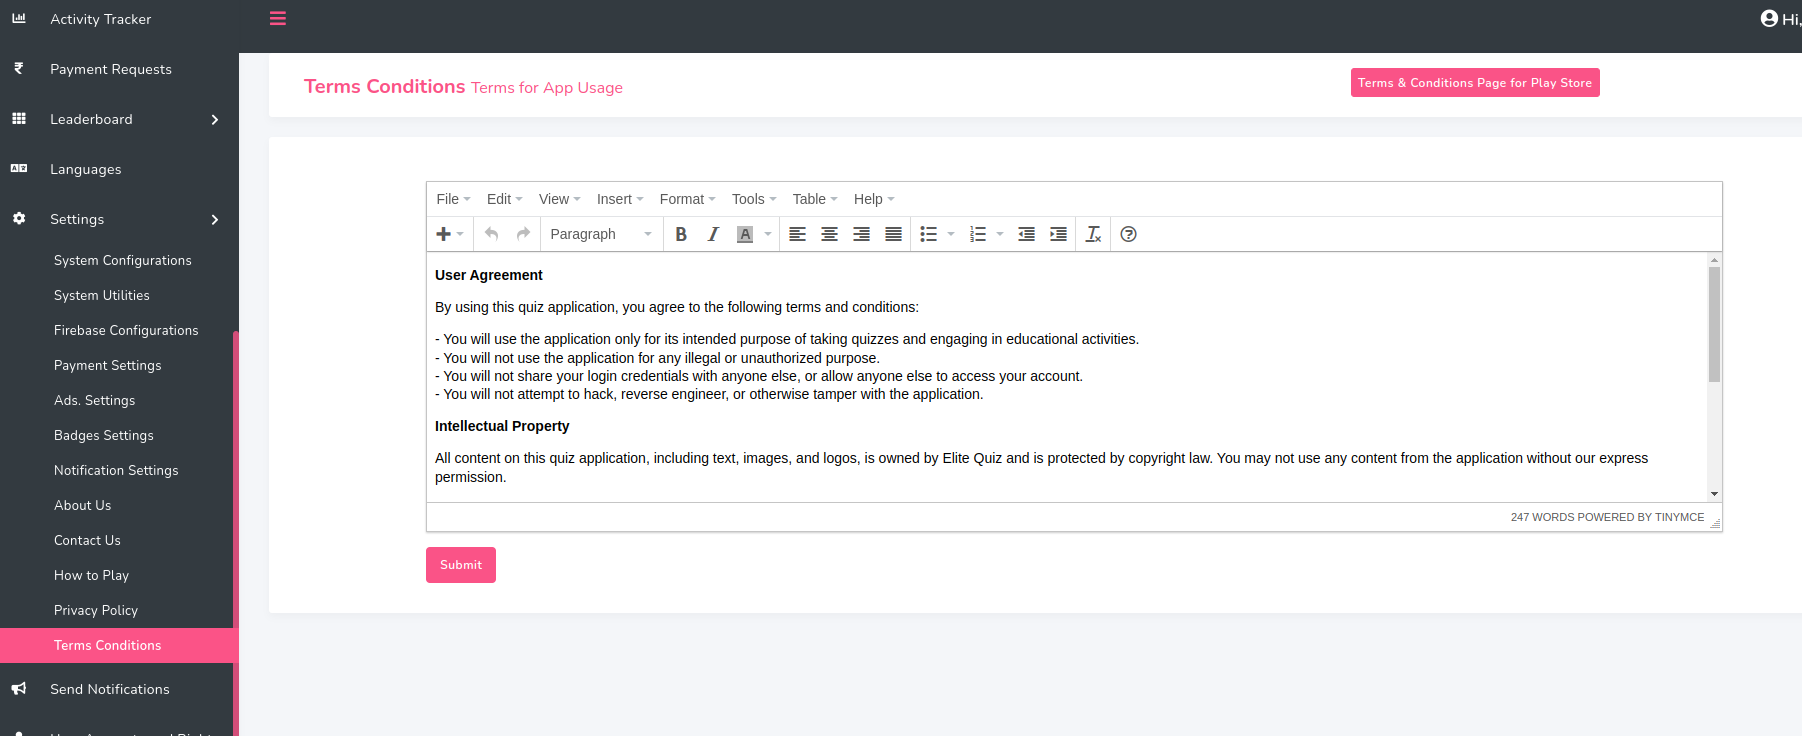 Activity Tracker
Hi,
Payment Requests
Leaderboard
Languages
Settings
System Configurations
System Utilities
Firebase Configurations
Payment Settings
Ads. Settings
Badges Settings
Notification Settings
About Us
Contact Us
How to Play
Privacy Policy
Terms Conditions
Send Notifications
Terms Conditions Terms for App Usage
Terms & Conditions Page for Play Store
File Edit View Insert Format Tools Table Help
Paragraph B I A
User Agreement
By using this quiz application, you agree to the following terms and conditions:
- You will use the application only for its intended purpose of taking quizzes and engaging in educational activities.
- You will not use the application for any illegal or unauthorized purpose.
- You will not share your login credentials with anyone else, or allow anyone else to access your account.
- You will not attempt to hack, reverse engineer, or otherwise tamper with the application.
Intellectual Property
All content on this quiz application, including text, images, and logos, is owned by Elite Quiz and is protected by copyright law. You may not use any content from the application without our express
permission.
247 WORDS POWERED BY TINYMCE
Submit